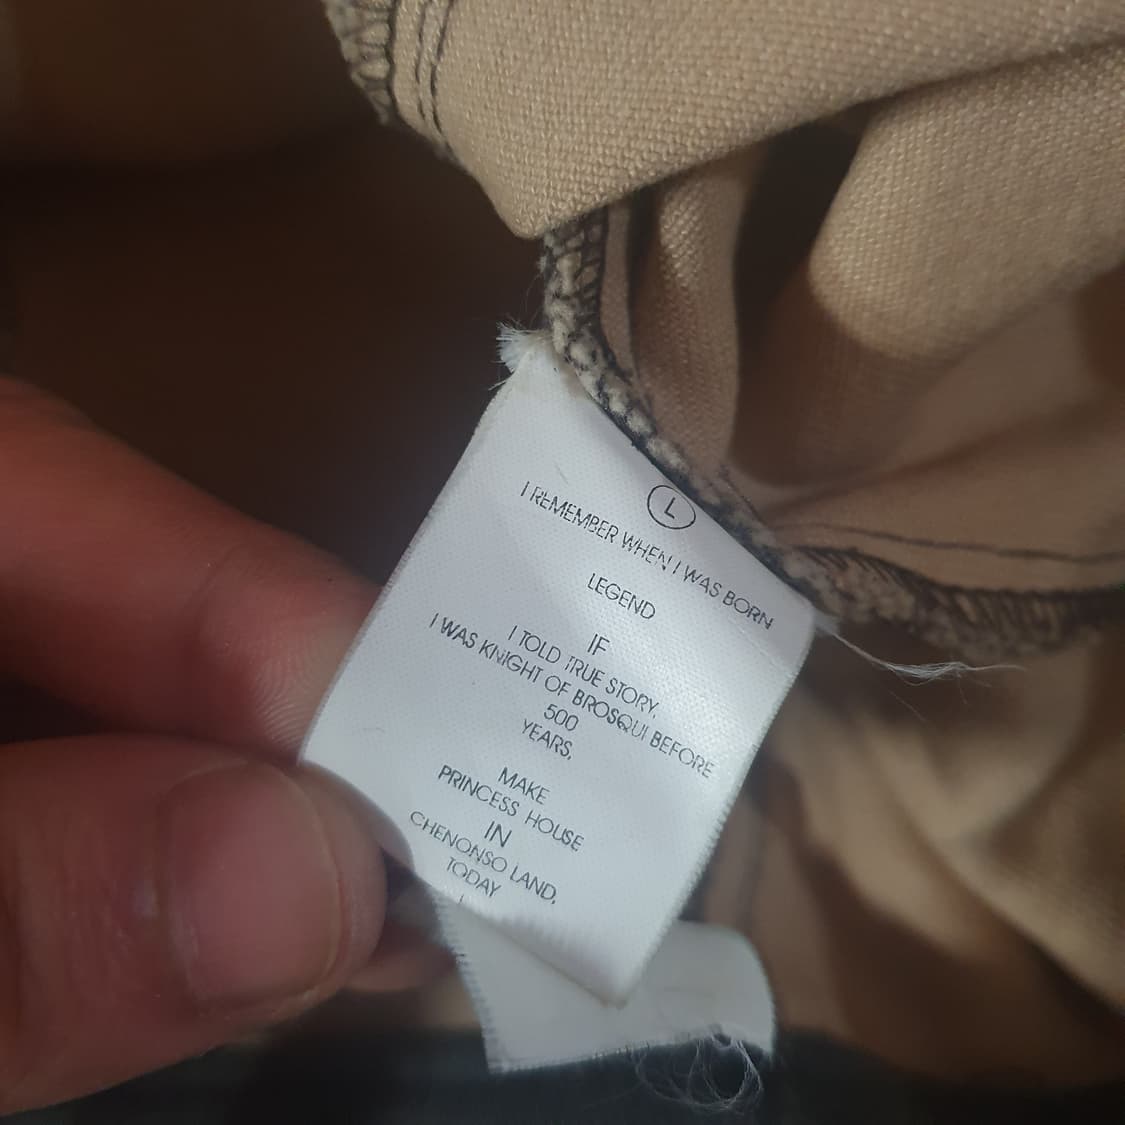 L
I REMEMBER WHEN I WAS BORN
LEGEND
IF
I TOLD TRUE STORY,
I WAS KNIGHT OF BROSQUI BEFORE
500
YEARS,
MAKE
PRINCESS HOUSE
IN
CHENONSO LAND,
TODAY